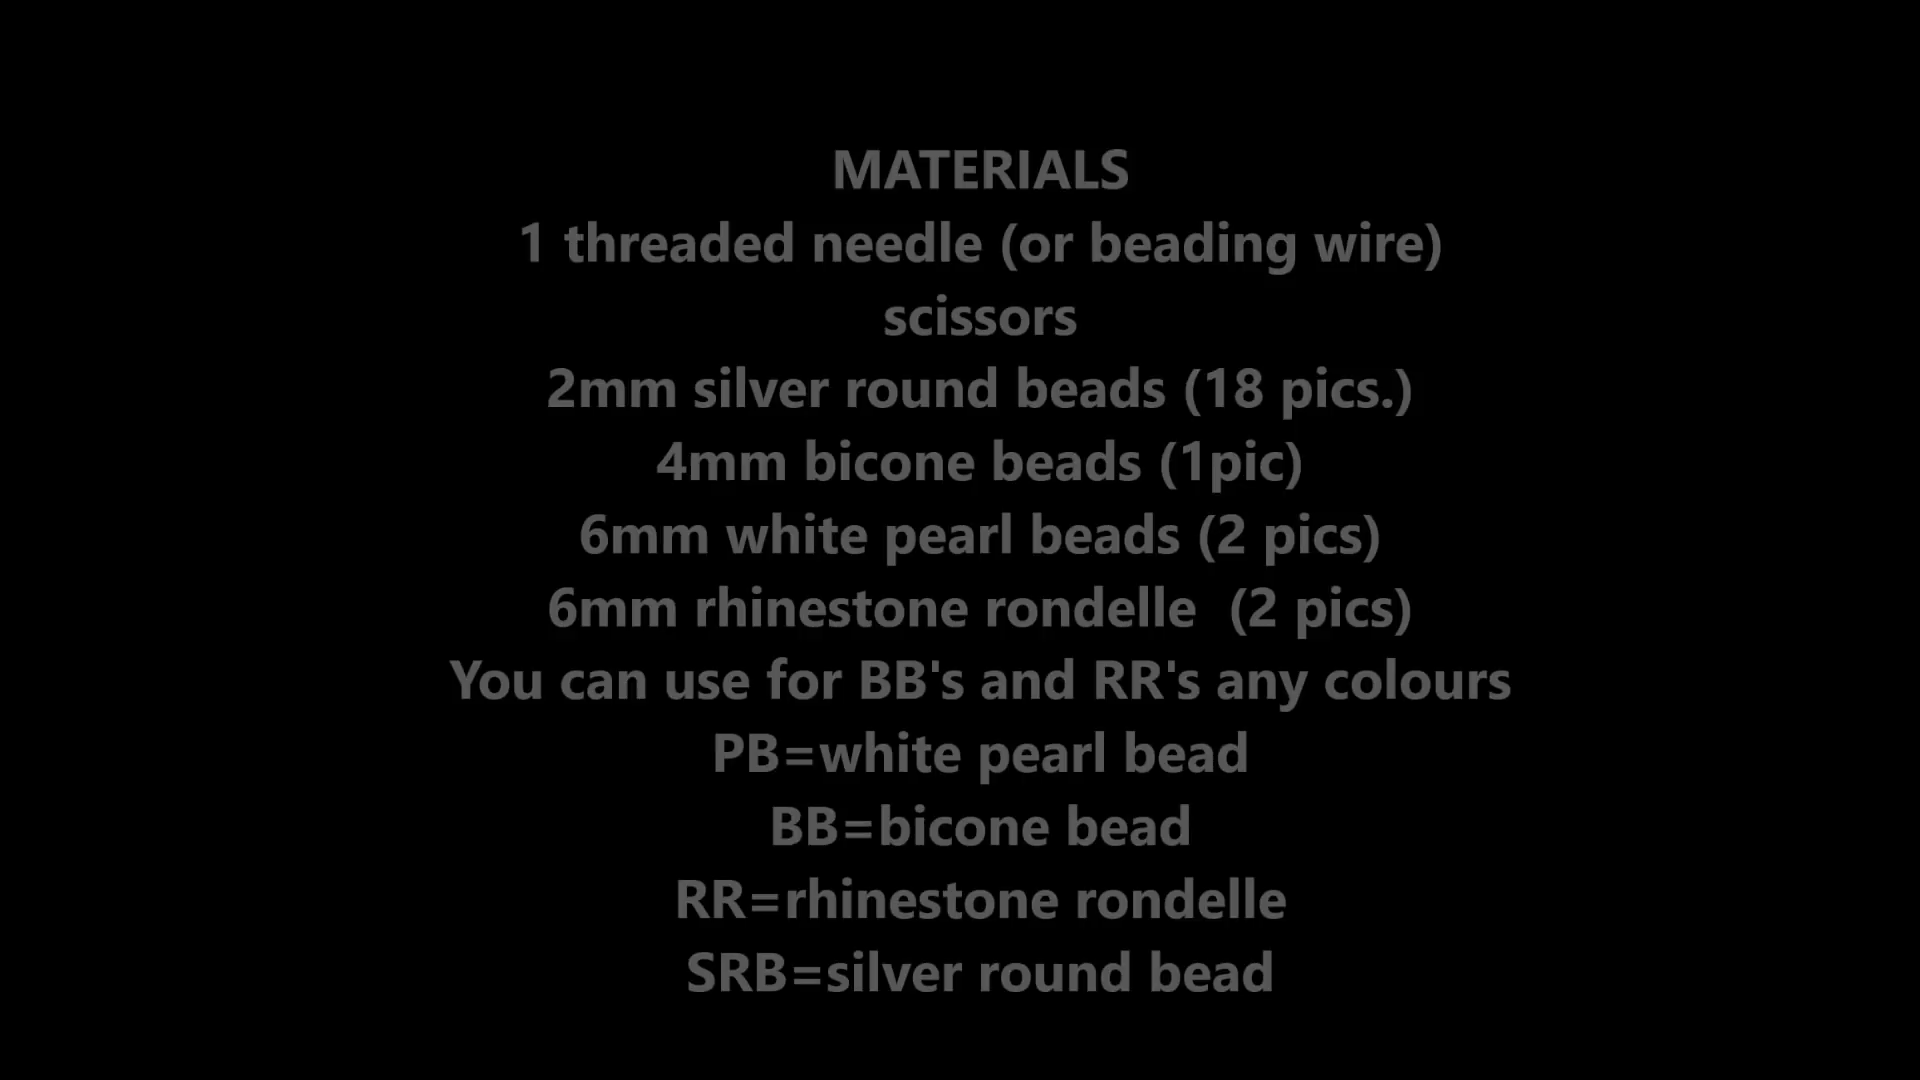 MATERIALS
1 threaded needle (or beading wire)
scissors
2mm silver round beads (18 pics.)
4mm bicone beads (1pic)
6mm white pearl beads (2 pics)
6mm rhinestone rondelle  (2 pics)
You can use for BB's and RR's any colours
PB=white pearl bead
BB=bicone bead
RR=rhinestone rondelle
SRB=silver round bead